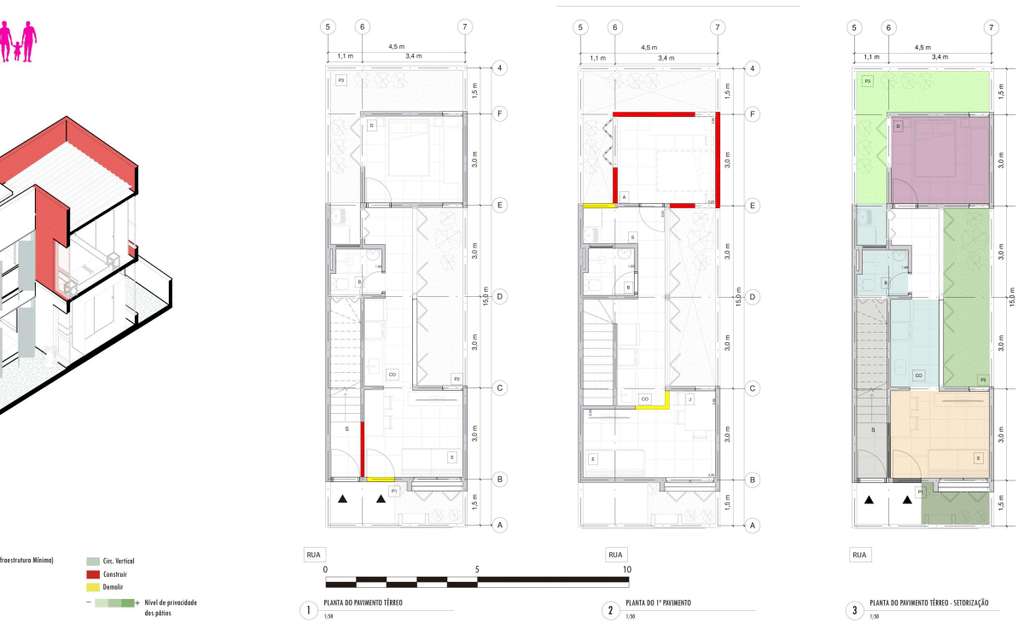 5 6 7
4,5 m
1,1 m 3,4 m
4
P3
1,5 m
F
D
3,0 m
E
3,0 m
B
D
15,0 m
3,0 m
CO
P2
C
3,0 m
S
E
B
P1
1,5 m
A
RUA
5 6 7
4,5 m
1,1 m 3,4 m
4
1,5 m
F
3,0 m
A
E
S
3,0 m
B
D
15,0 m
3,0 m
C
CO
J
3,0 m
E
B
1,5 m
A
RUA
5 6 7
4,5 m
1,1 m 3,4 m
P3
1,5 m
D
3,0 m
3,0 m
B
15,0 m
3,0 m
CO
3,0 m
E
P1
1,5 m
RUA
fraestrutura Mínima)
Circ. Vertical
Construir
Demolir
− + Nível de privacidade
dos pátios
0 5 10
1 PLANTA DO PAVIMENTO TÉRREO
1/50
2 PLANTA DO 1º PAVIMENTO
1/50
3 PLANTA DO PAVIMENTO TÉRREO - SETORIZAÇÃO
1/50